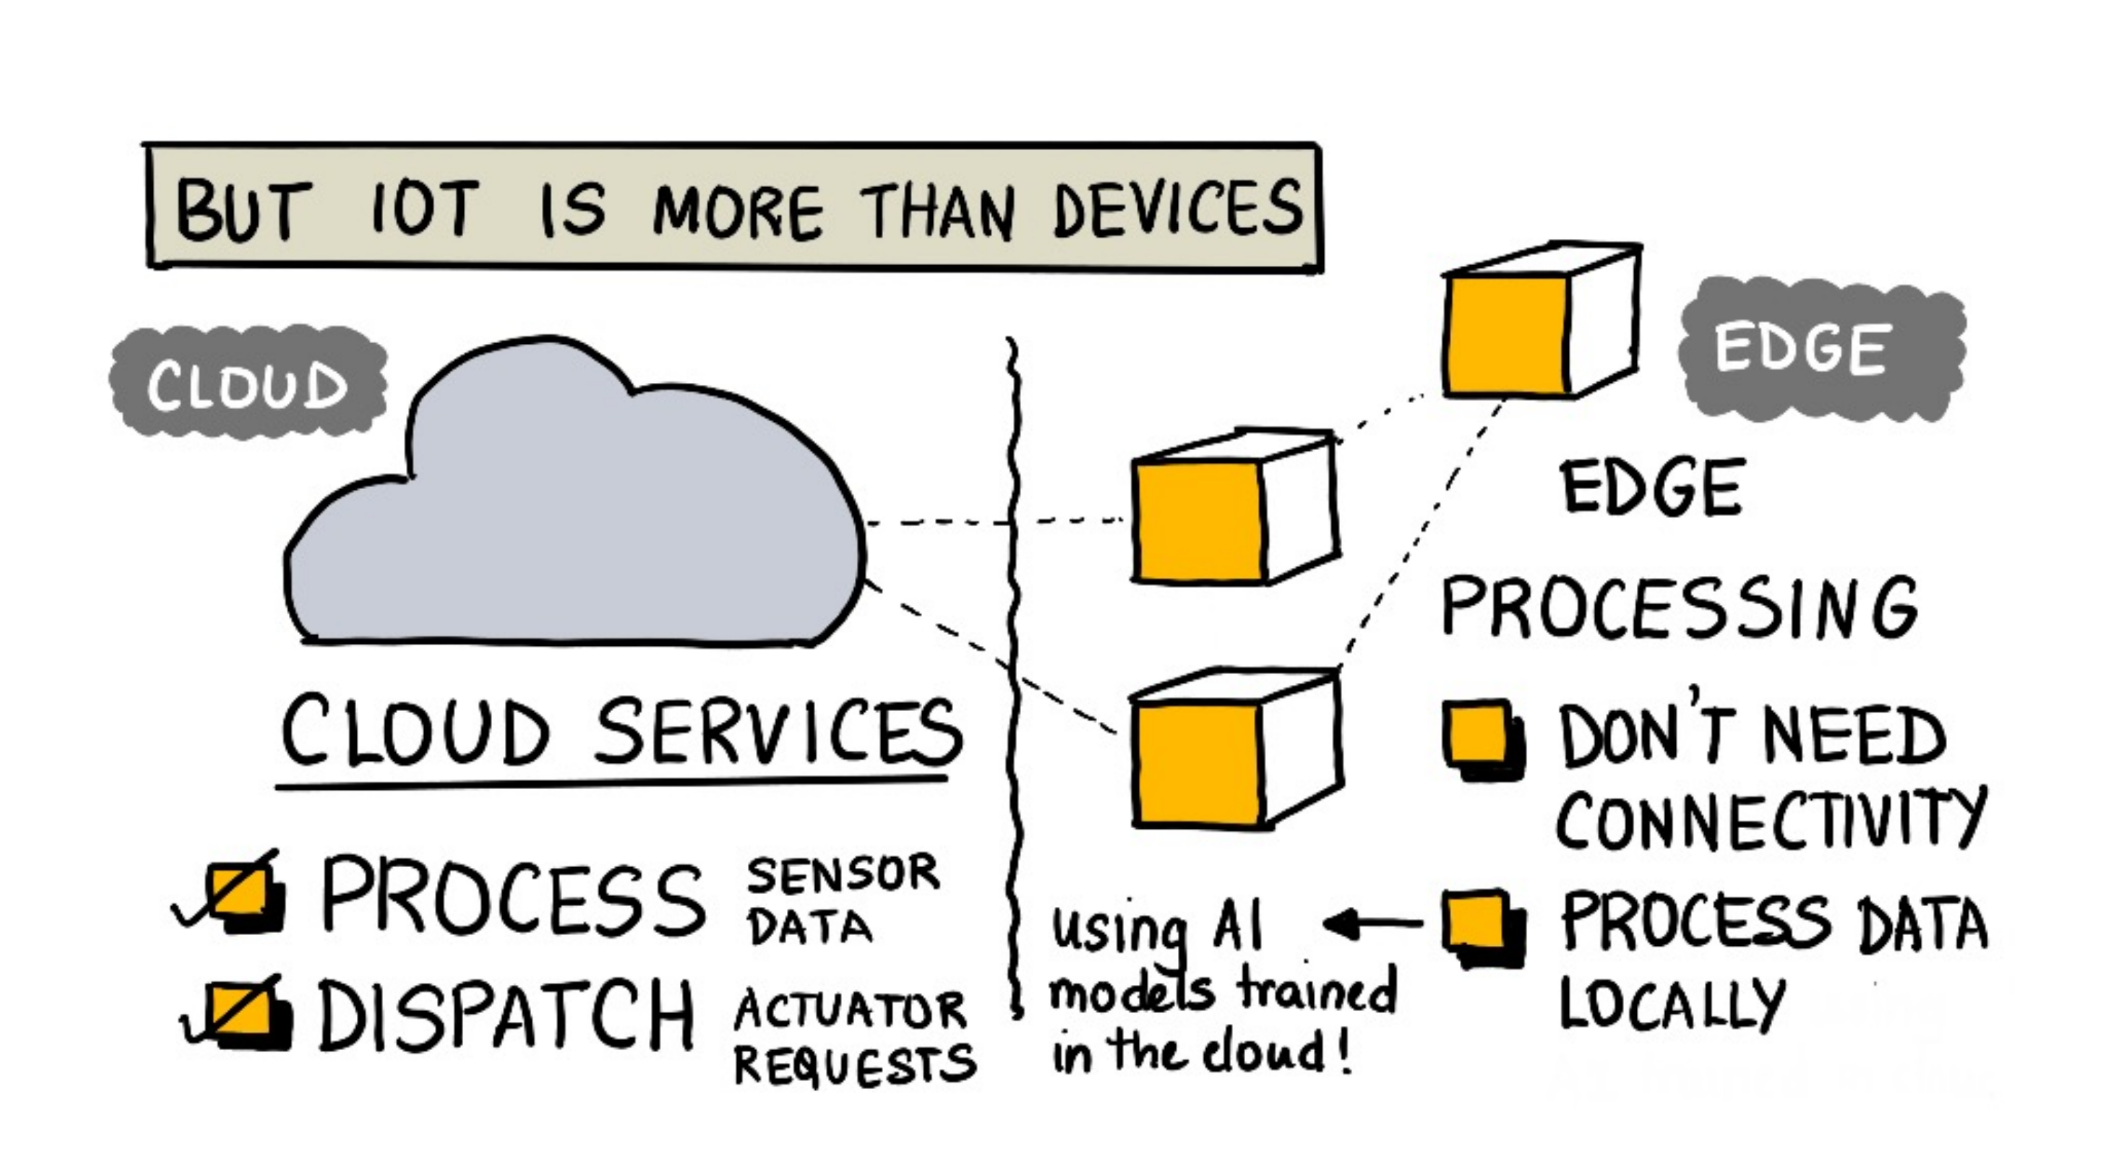 BUT IOT IS MORE THAN DEVICES
CLOUD
CLOUD SERVICES
PROCESS SENSOR
DATA
DISPATCH ACTUATOR
REQUESTS
EDGE
EDGE
PROCESSING
DON'T NEED
CONNECTIVITY
PROCESS DATA
LOCALLY
using AI
models trained
in the cloud!